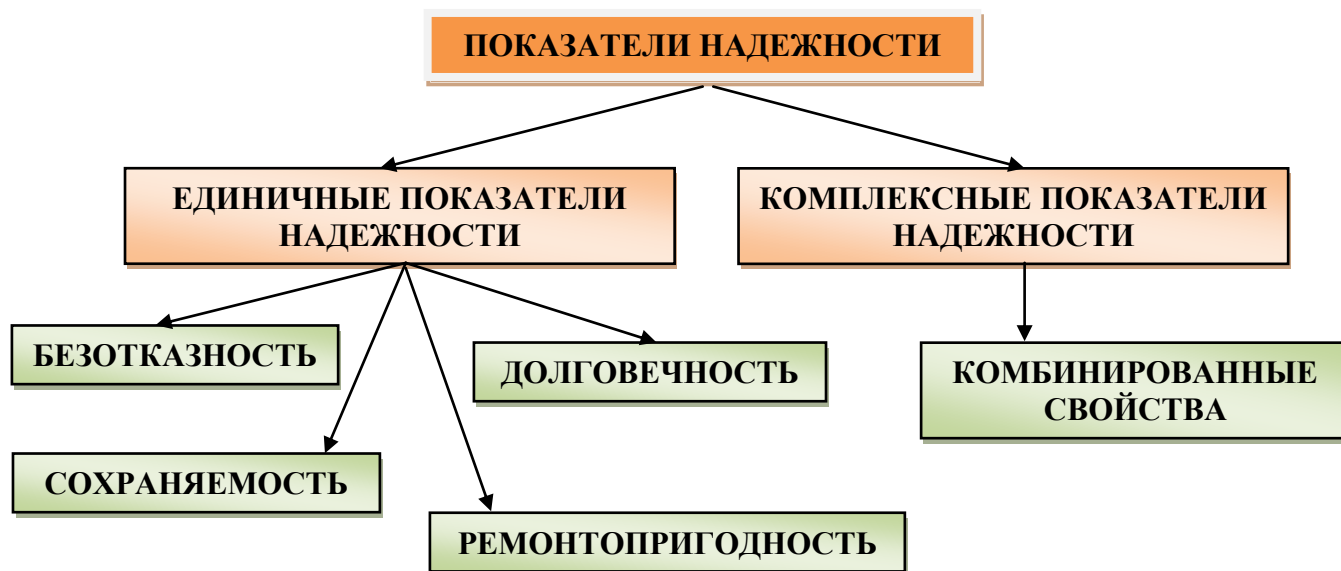 ПОКАЗАТЕЛИ НАДЕЖНОСТИ
ЕДИНИЧНЫЕ ПОКАЗАТЕЛИ
НАДЕЖНОСТИ
КОМПЛЕКСНЫЕ ПОКАЗАТЕЛИ
НАДЕЖНОСТИ
БЕЗОТКАЗНОСТЬ
ДОЛГОВЕЧНОСТЬ
КОМБИНИРОВАННЫЕ
СВОЙСТВА
СОХРАНЯЕМОСТЬ
РЕМОНТОПРИГОДНОСТЬ